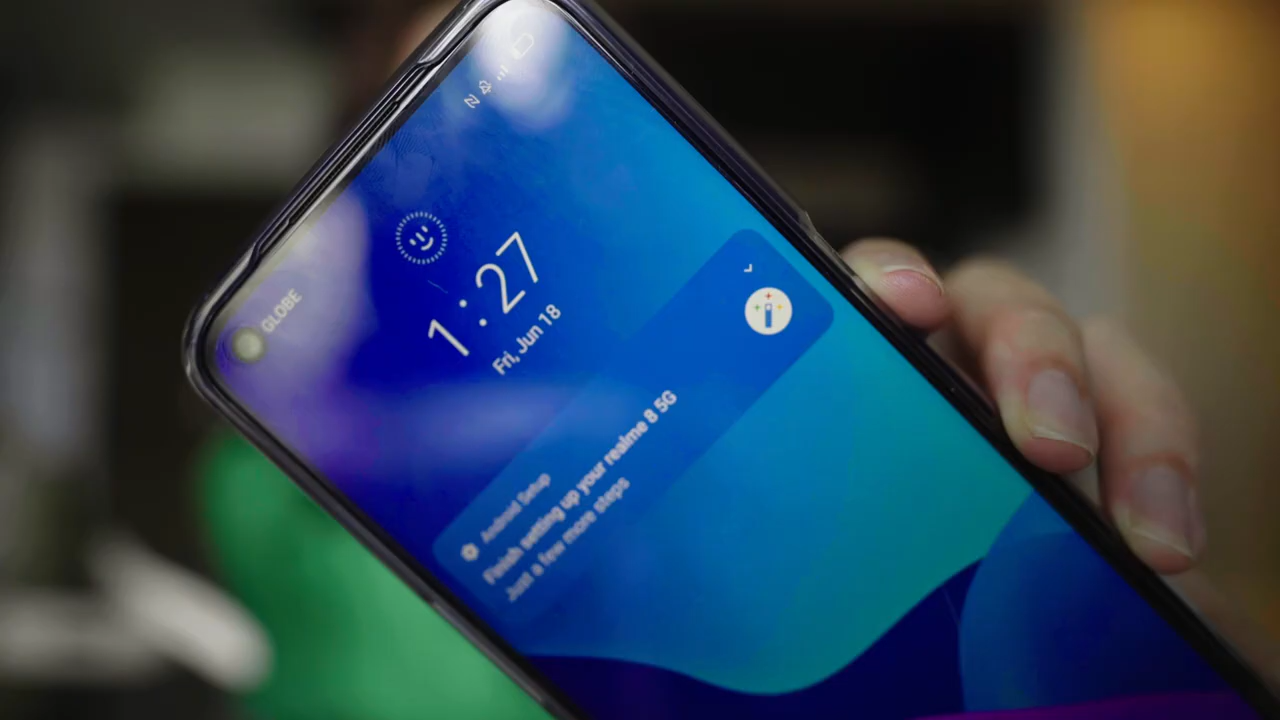 GLOBE
1:27
Fri, Jun 18
Android Setup
Finish setting up your realme 8 5G
Just a few more steps